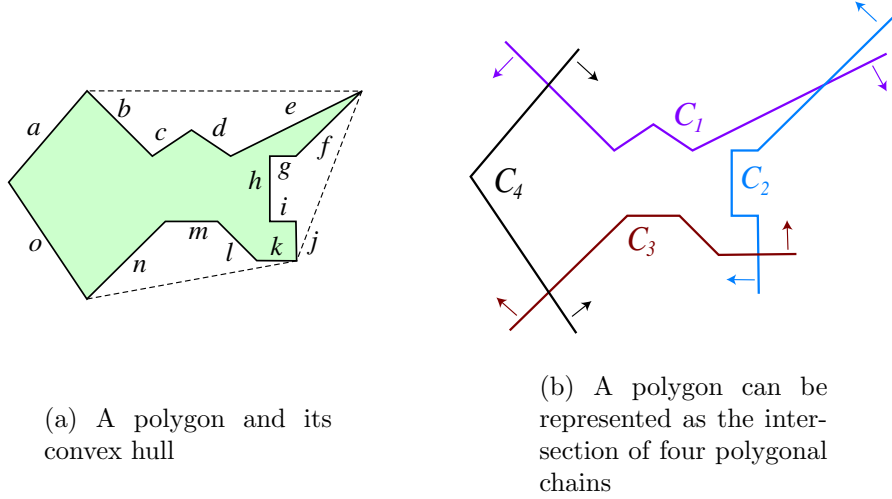 a
b
c
d
e
f
g
h
i
j
k
l
m
n
o
C1
C2
C3
C4
(a) A polygon and its
convex hull
(b) A polygon can be
represented as the inter-
section of four polygonal
chains